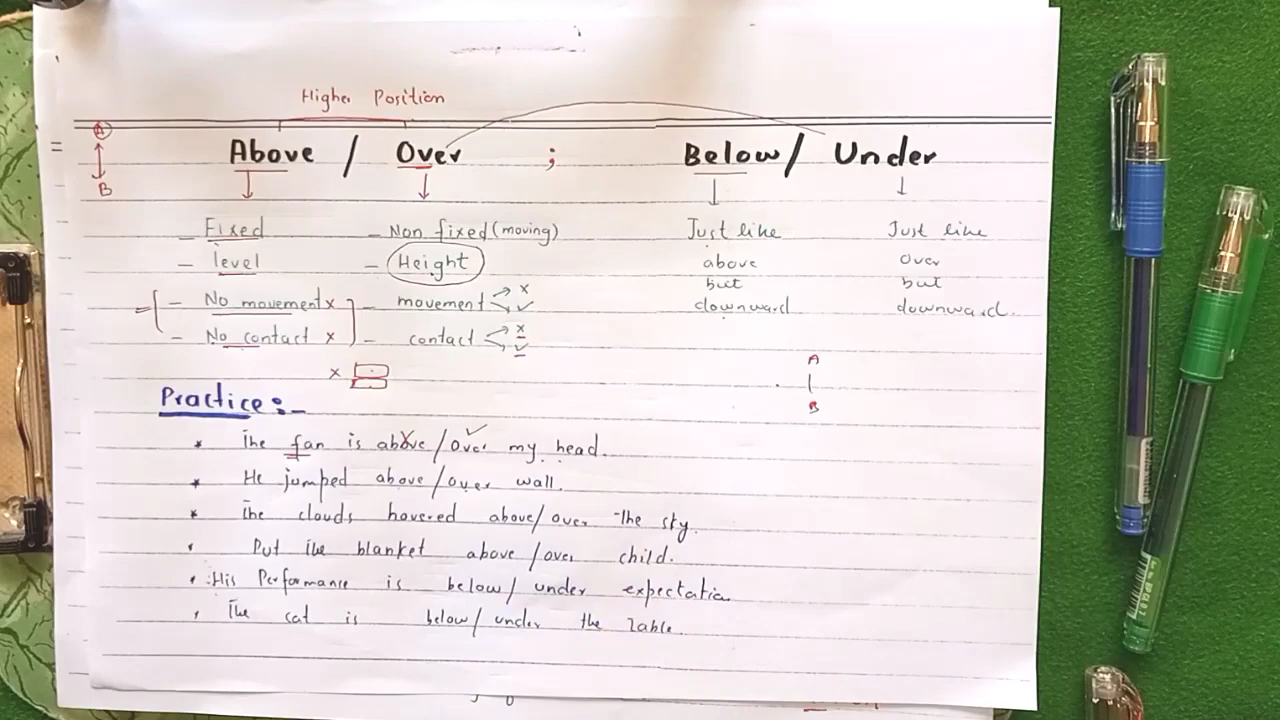 Higher Position
A
B
= Above / Over ; Below / Under
- Fixed - Non fixed (moving) Just like Just like
- level - Height above over
but but
= - No movement x - movement x ✓ downward downward.
- No contact x - contact x ✓
x
A
B
Practice :-
* The fan is above / over ✓ my head.
* He jumped above / over wall.
* The clouds hovered above / over the sky.
• Put the blanket above / over child.
• His Performance is below / under expectation
• The cat is below / under the Table.